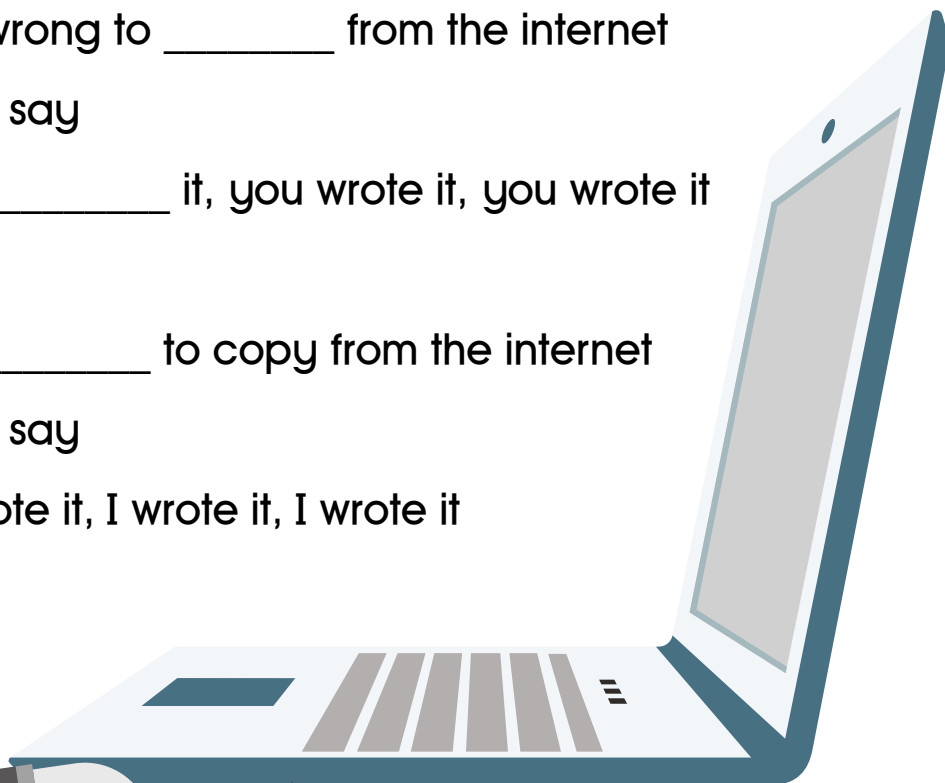 wrong to ________ from the internet
say
________ it, you wrote it, you wrote it
_______ to copy from the internet
say
ote it, I wrote it, I wrote it